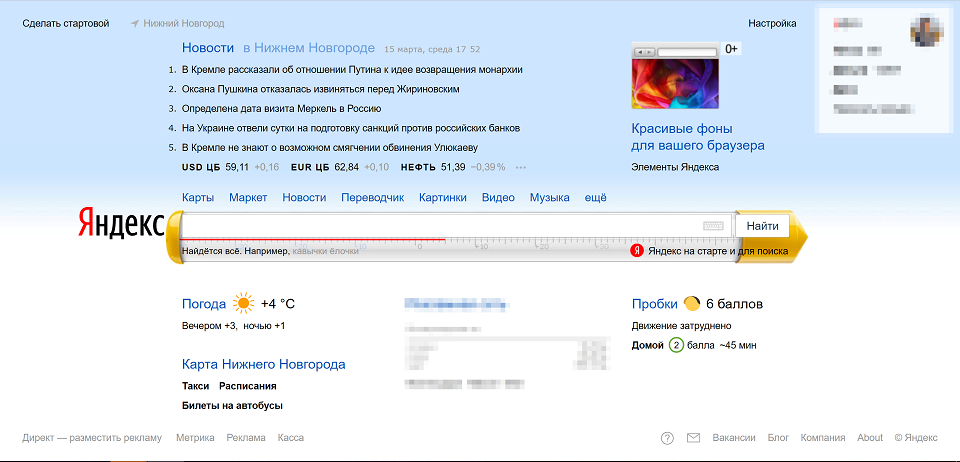 Сделать стартовой
Нижний Новгород
Настройка
Новости в Нижнем Новгороде 15 марта, среда 17 52
1. В Кремле рассказали об отношении Путина к идее возвращения монархии
2. Оксана Пушкина отказалась извиняться перед Жириновским
3. Определена дата визита Меркель в Россию
4. На Украине отвели сутки на подготовку санкций против российских банков
5. В Кремле не знают о возможном смягчении обвинения Улюкаеву
USD ЦБ 59,11 +0,16 EUR ЦБ 62,84 +0,10 НЕФТЬ 51,39 −0,39 % •••
0+
Красивые фоны
для вашего браузера
Элементы Яндекса
Карты Маркет Новости Переводчик Картинки Видео Музыка ещё
Яндекс
Найти
0 +10 +20 +30
Найдётся всё. Например, кавычки ёлочки
Я Яндекс на старте и для поиска
Погода +4 °C
Вечером +3, ночью +1
Карта Нижнего Новгорода
Такси Расписания
Билеты на автобусы
Пробки 6 баллов
Движение затруднено
Домой 2 балла ~45 мин
Директ — разместить рекламу Метрика Реклама Касса
? Вакансии Блог Компания About © Яндекс